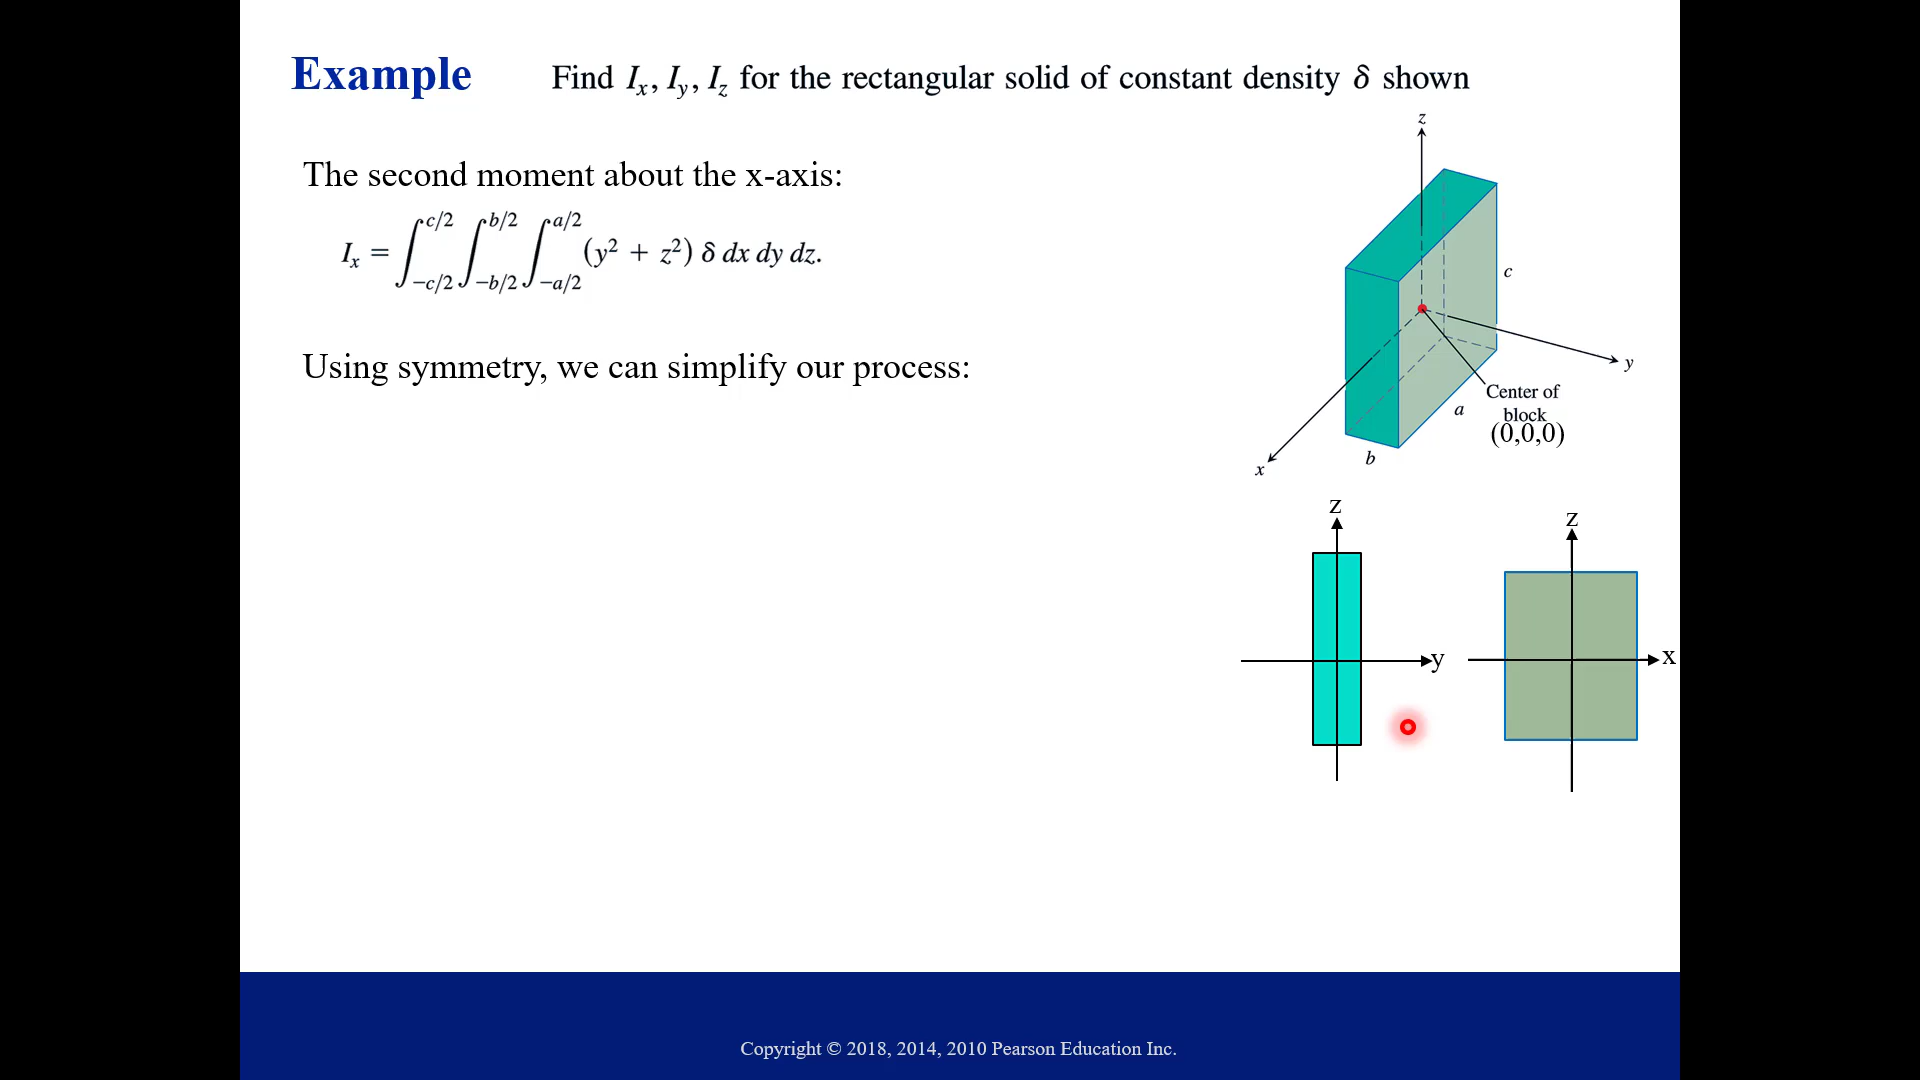 Example
Find Iₓ, I_y, I_z for the rectangular solid of constant density δ shown
The second moment about the x-axis:
Iₓ = ∫_{−c/2}^{c/2} ∫_{−b/2}^{b/2} ∫_{−a/2}^{a/2} (y² + z²) δ dx dy dz.
Using symmetry, we can simplify our process:
z
c
y
Center of
block
(0,0,0)
a
b
x
z
y
z
x
Copyright © 2018, 2014, 2010 Pearson Education Inc.